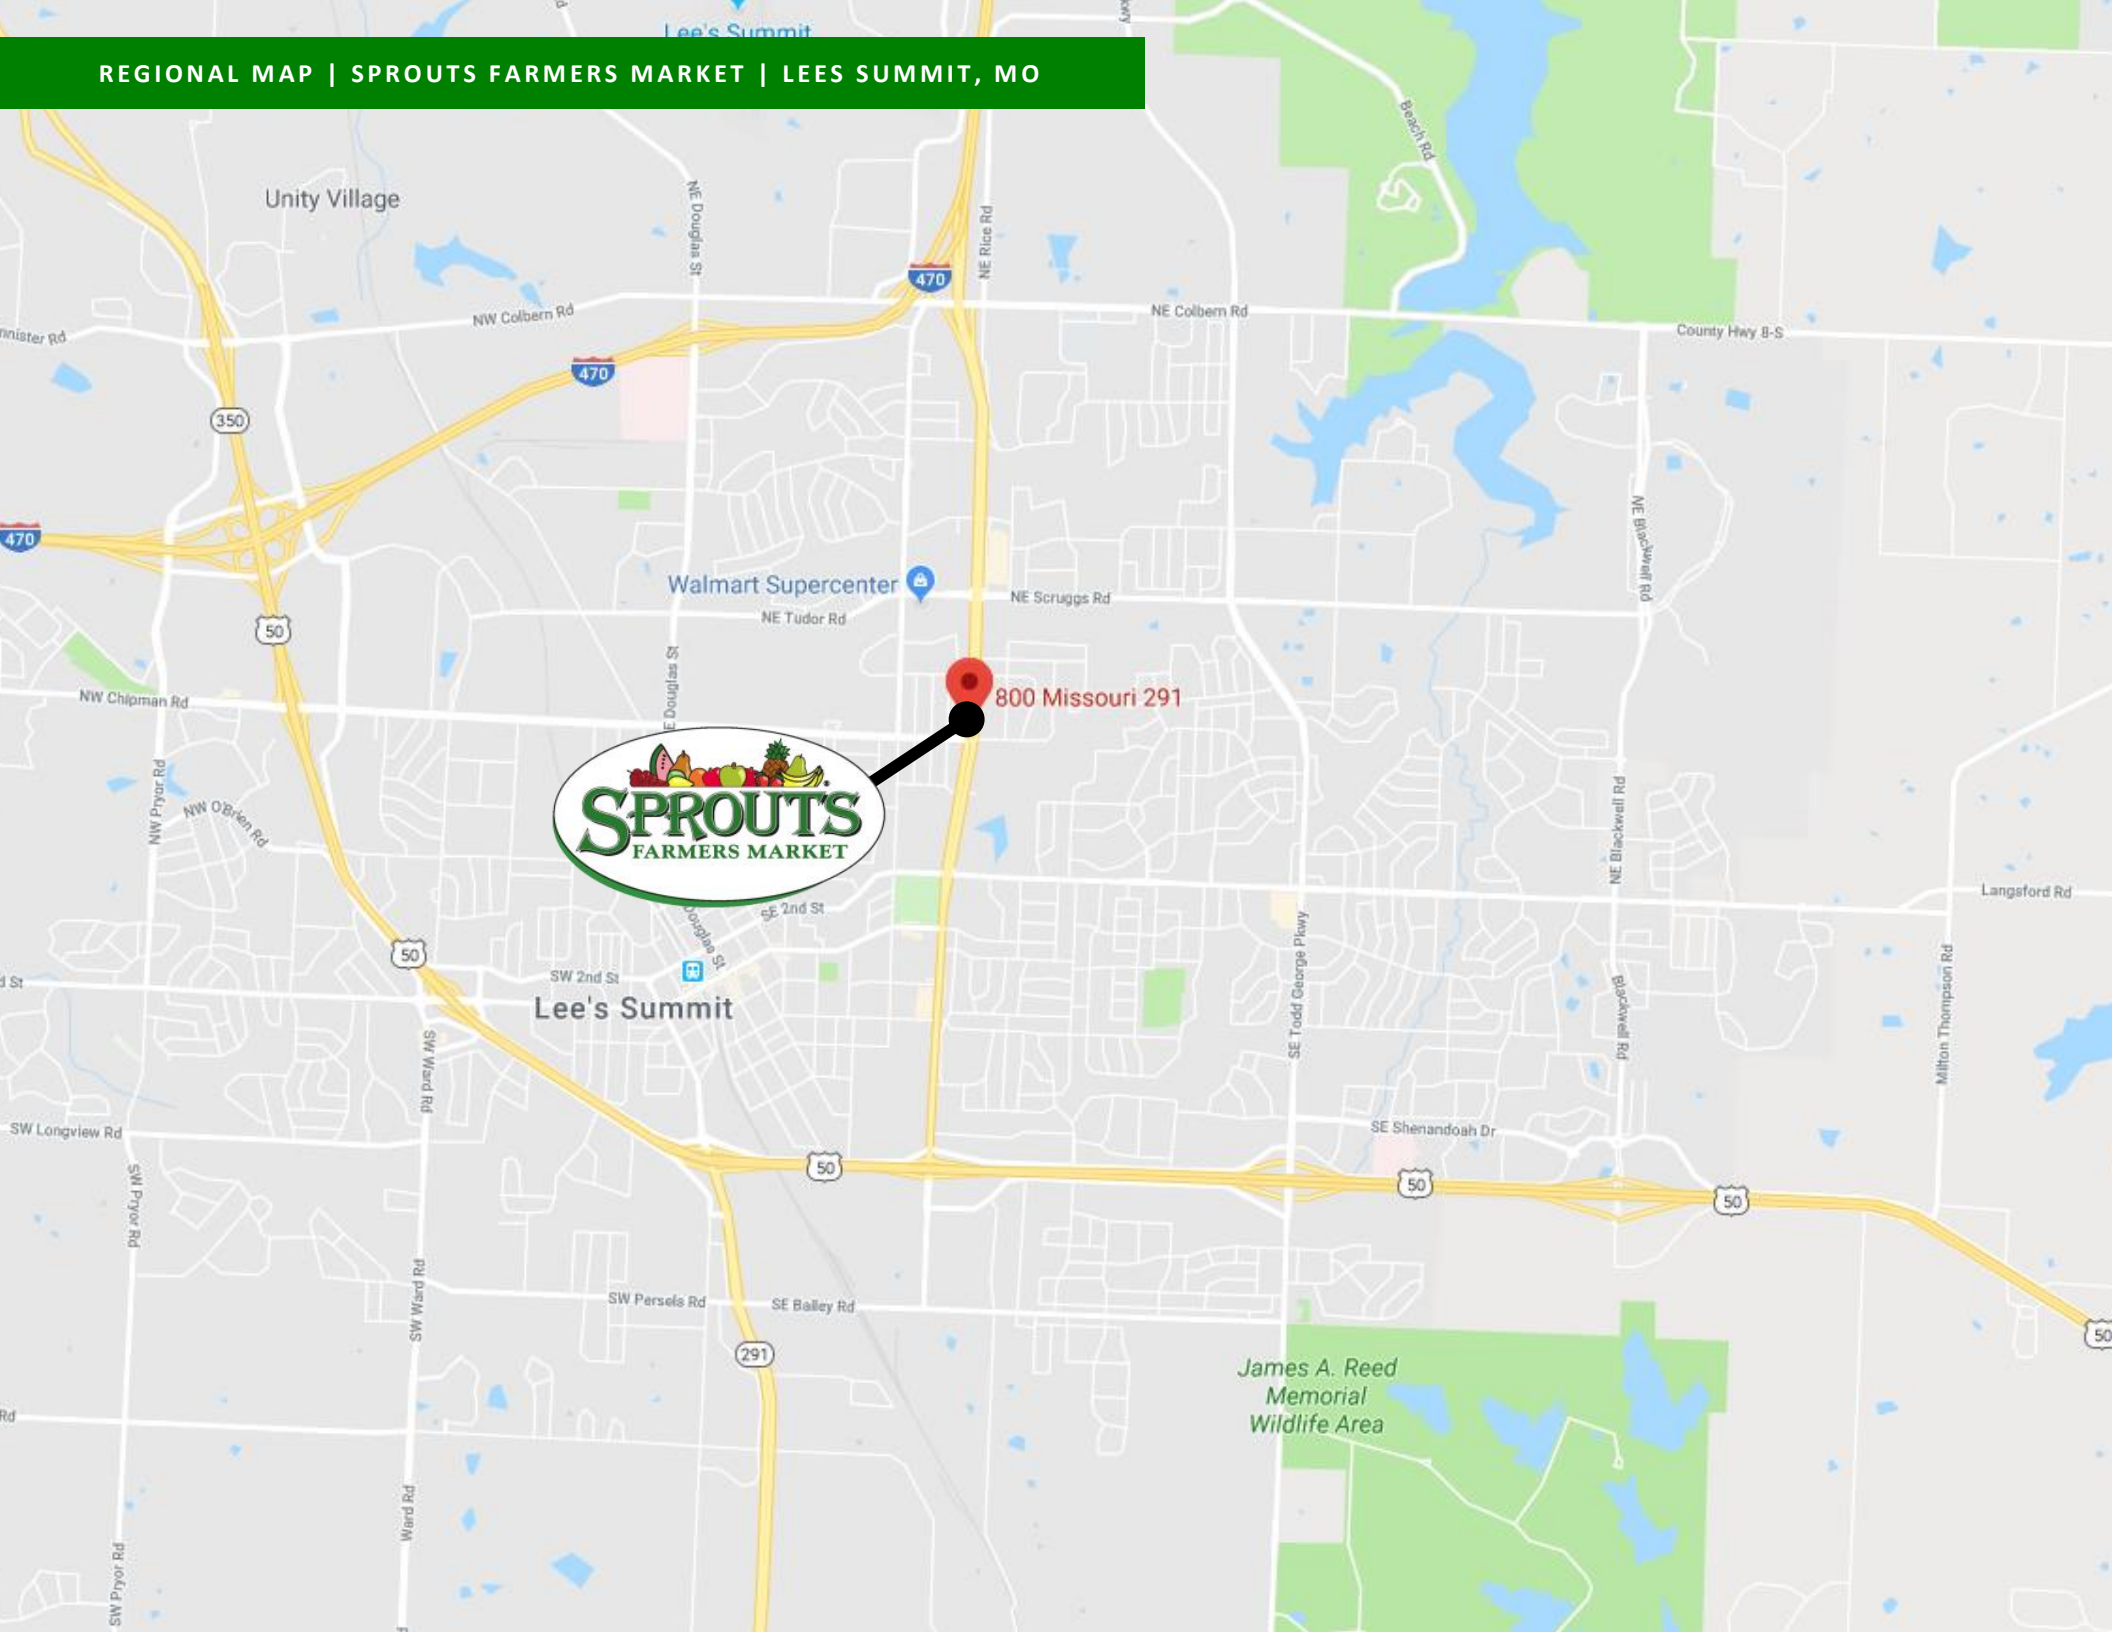 Lee's Summit
REGIONAL MAP | SPROUTS FARMERS MARKET | LEES SUMMIT, MO
Beach Rd
Unity Village
NE Douglas St
NE Rice Rd
470
NW Colbern Rd
NE Colbern Rd
County Hwy 8-S
nnister Rd
470
350
470
NE Blackwell Rd
Walmart Supercenter
NE Scruggs Rd
NE Tudor Rd
50
E Douglas St
800 Missouri 291
NW Chipman Rd
NW Pryor Rd
NW O'Brien Rd
SPROUTS
FARMERS MARKET
NE Blackwell Rd
Langsford Rd
SE 2nd St
Douglas St
SE Todd George Pkwy
50
SW 2nd St
d St
Lee's Summit
Blackwell Rd
Milton Thompson Rd
SW Ward Rd
SW Longview Rd
SE Shenandoah Dr
50
50
50
SW Pryor Rd
SW Ward Rd
SW Persels Rd
SE Bailey Rd
50
291
James A. Reed
Memorial
Wildlife Area
Rd
Ward Rd
SW Pryor Rd